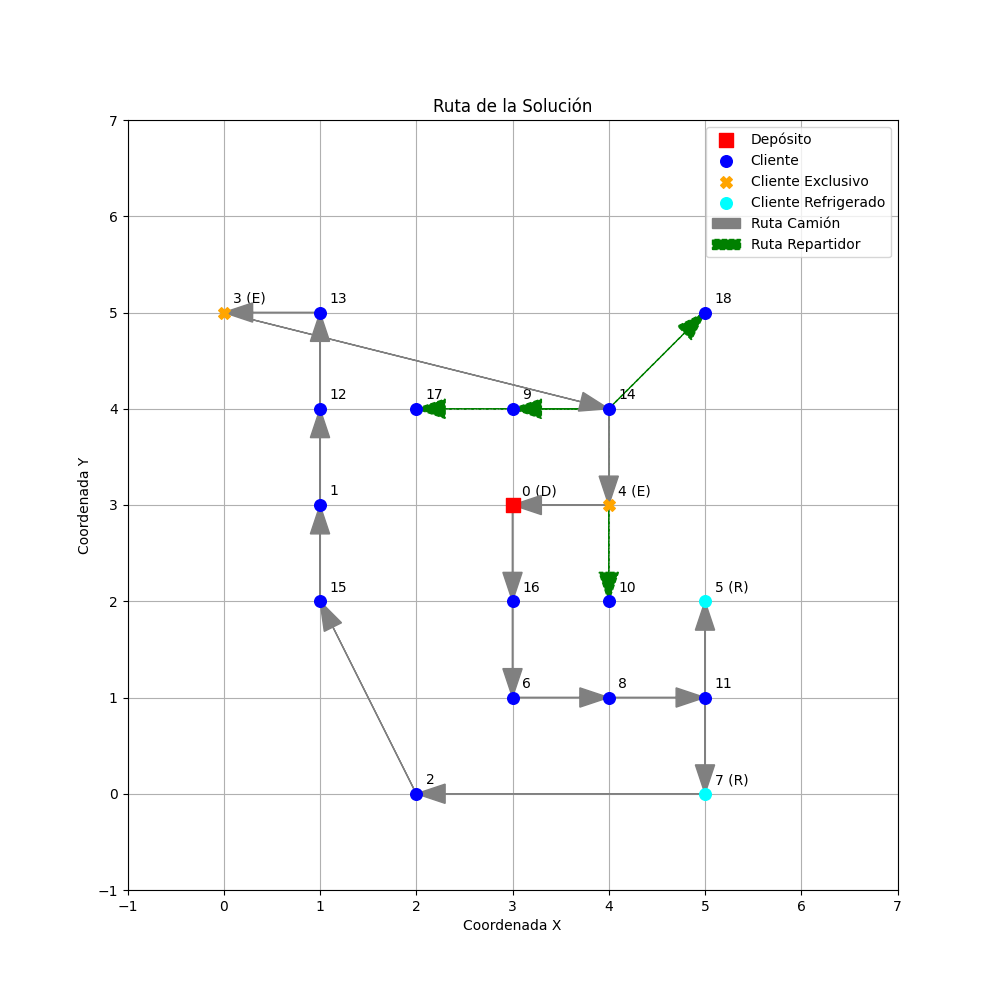 Ruta de la Solución
Depósito
Cliente
Cliente Exclusivo
Cliente Refrigerado
Ruta Camión
Ruta Repartidor
7
6
5
4
3
2
1
0
−1
3 (E)
13
18
12
17
9
14
1
0 (D)
4 (E)
15
16
10
5 (R)
6
8
11
2
7 (R)
−1
0
1
2
3
4
5
6
7
Coordenada X
Coordenada Y